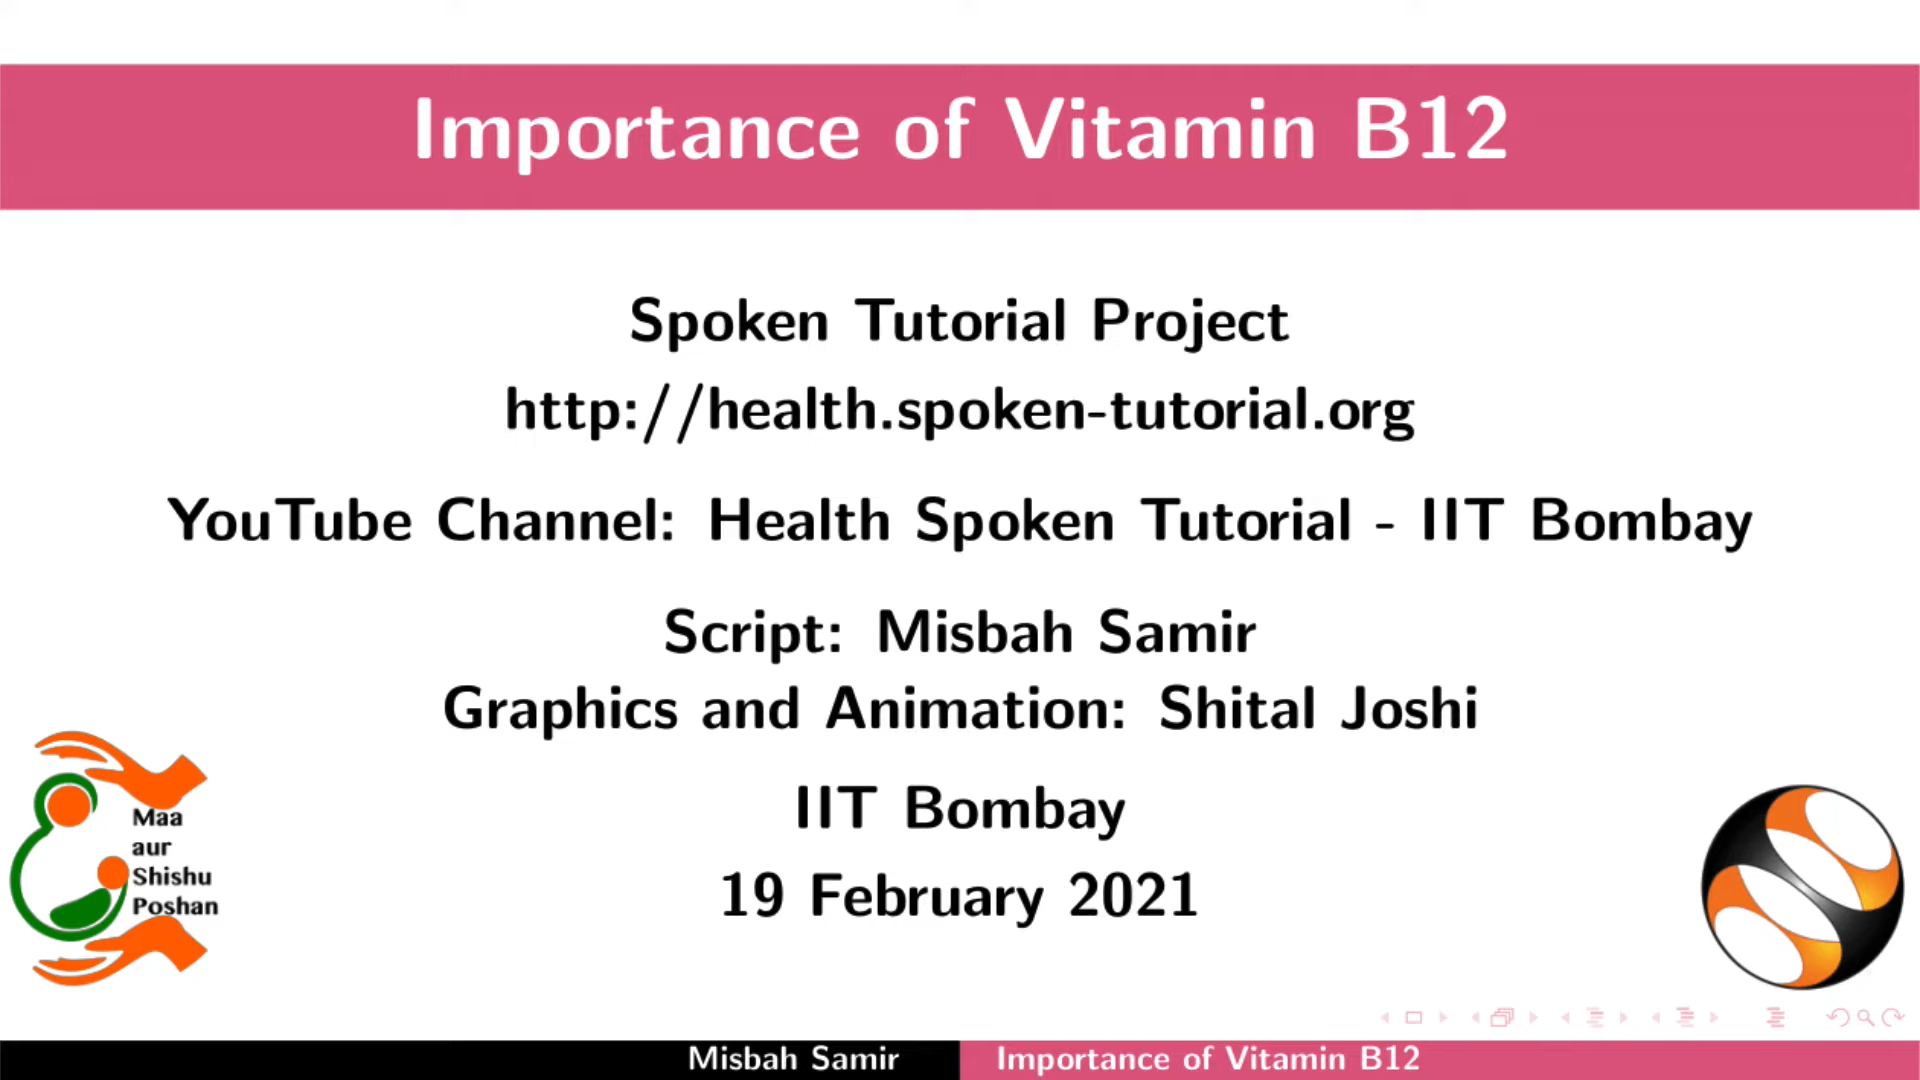 Importance of Vitamin B12
Spoken Tutorial Project
http://health.spoken-tutorial.org
YouTube Channel: Health Spoken Tutorial - IIT Bombay
Script: Misbah Samir
Graphics and Animation: Shital Joshi
IIT Bombay
19 February 2021
Maa
aur
Shishu
Poshan
Misbah Samir
Importance of Vitamin B12